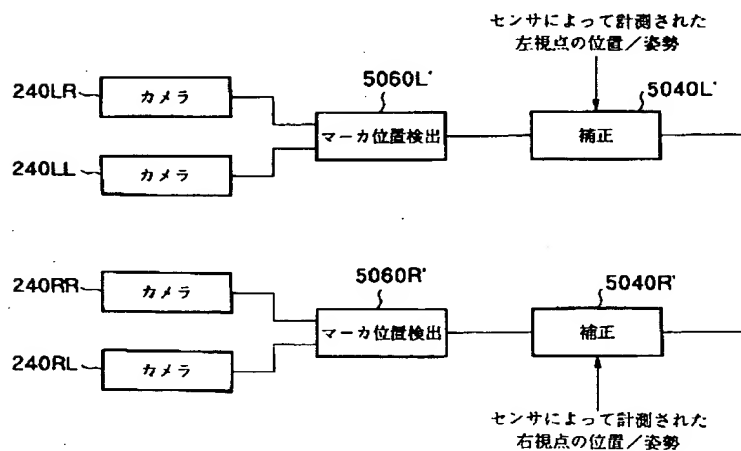 センサによって計測された
左視点の位置／姿勢
5060L'
5040L'
240LR
カメラ
マーカ位置検出
補正
240LL
カメラ
5060R'
5040R'
240RR
カメラ
マーカ位置検出
補正
240RL
カメラ
センサによって計測された
右視点の位置／姿勢